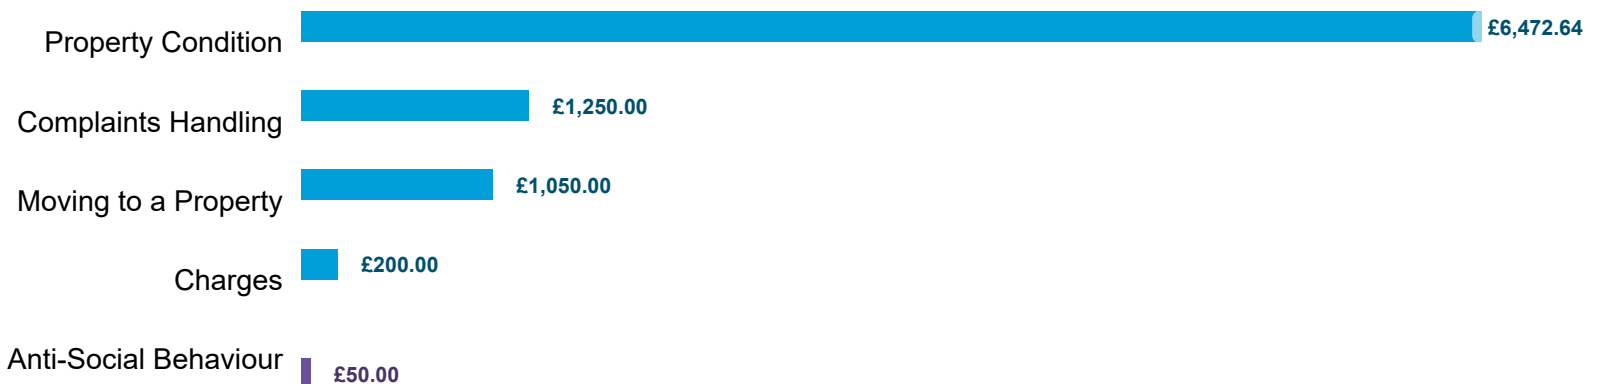 Property Condition £6,472.64
Complaints Handling £1,250.00
Moving to a Property £1,050.00
Charges £200.00
Anti-Social Behaviour £50.00